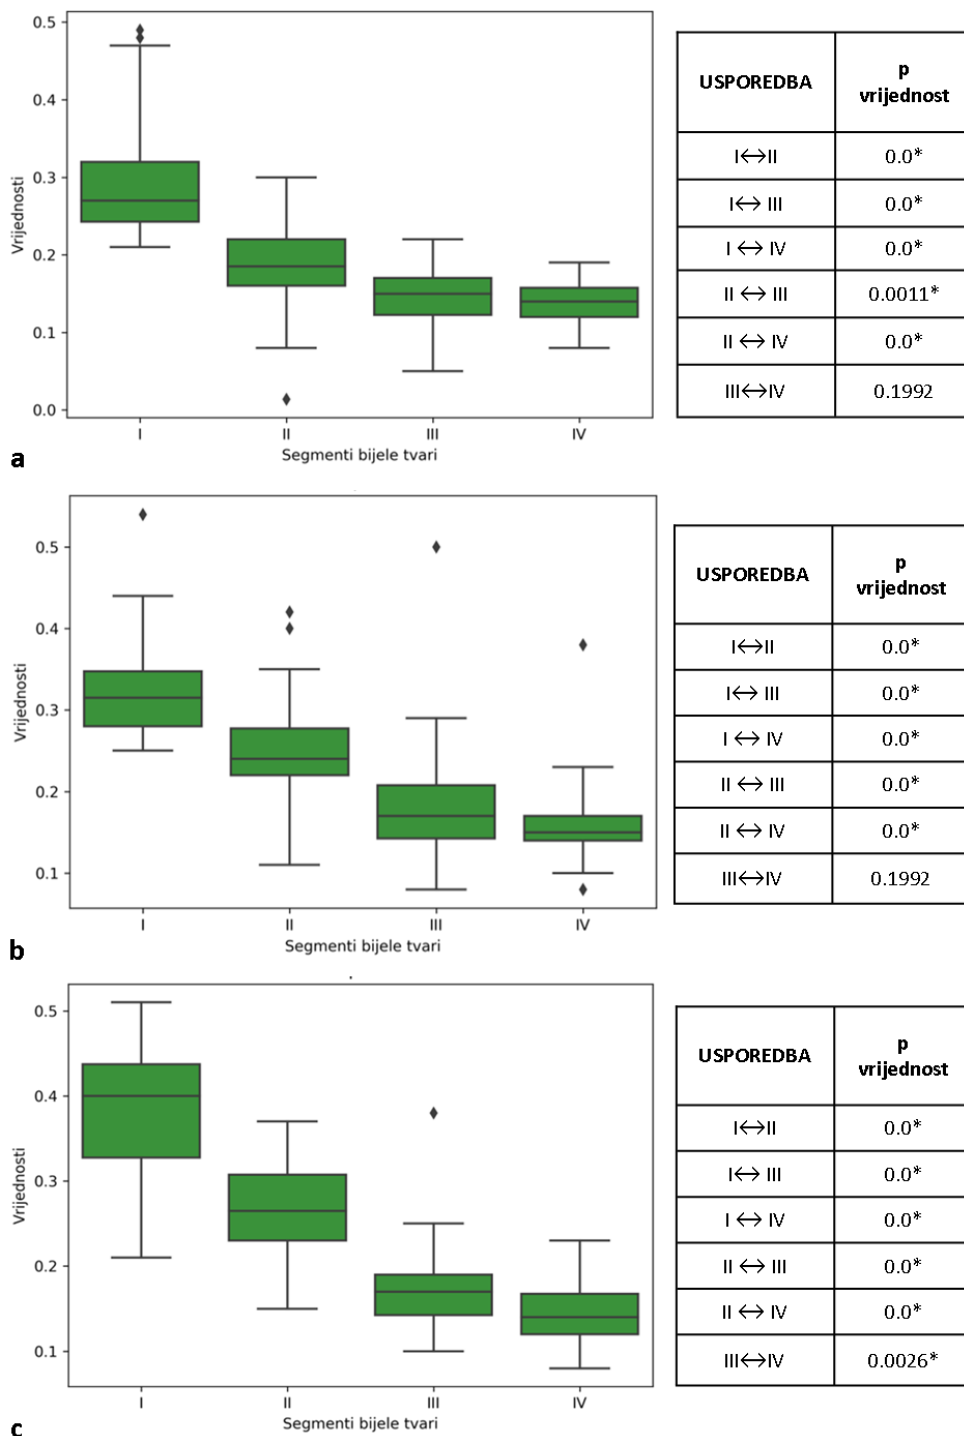 0.5
0.4
0.3
0.2
0.1
0.0
Vrijednosti
I II III IV
Segmenti bijele tvari
a
USPOREDBA p vrijednost
I↔II 0.0*
I↔ III 0.0*
I ↔ IV 0.0*
II ↔ III 0.0011*
II ↔ IV 0.0*
III↔IV 0.1992
0.5
0.4
0.3
0.2
0.1
Vrijednosti
I II III IV
Segmenti bijele tvari
b
USPOREDBA p vrijednost
I↔II 0.0*
I↔ III 0.0*
I ↔ IV 0.0*
II ↔ III 0.0*
II ↔ IV 0.0*
III↔IV 0.1992
0.5
0.4
0.3
0.2
0.1
Vrijednosti
I II III IV
Segmenti bijele tvari
c
USPOREDBA p vrijednost
I↔II 0.0*
I↔ III 0.0*
I ↔ IV 0.0*
II ↔ III 0.0*
II ↔ IV 0.0*
III↔IV 0.0026*